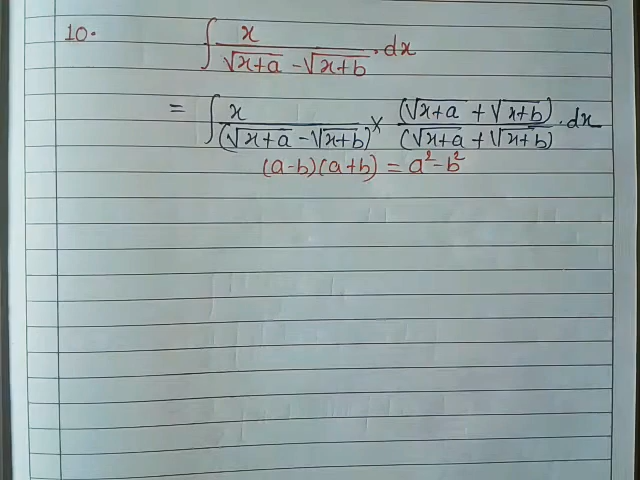 10. ∫ x / (√x+a − √x+b) .dx
= ∫ x / (√x+a − √x+b) × (√x+a + √x+b) / (√x+a + √x+b) .dx
(a-b)(a+b) = a² - b²